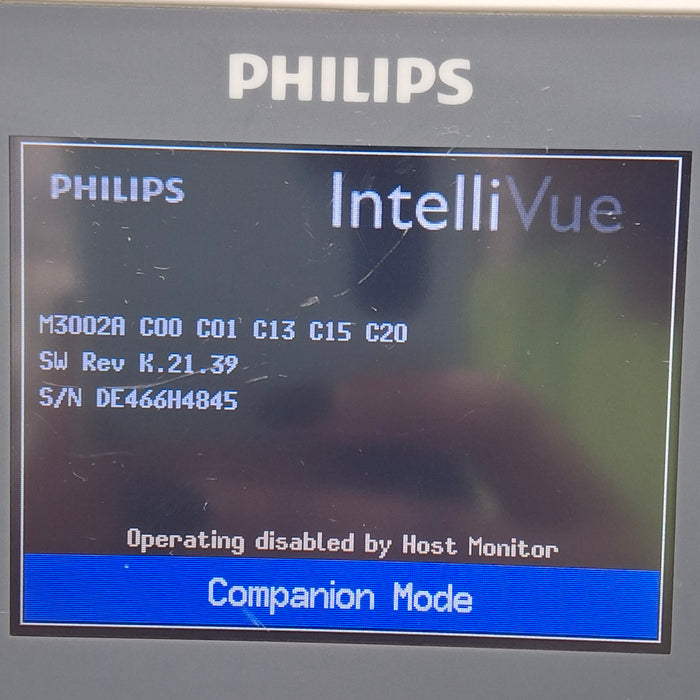 PHILIPS
PHILIPS IntelliVue
M3002A C00 C01 C13 C15 C20
SW Rev K.21.39
S/N DE466H4845
Operating disabled by Host Monitor
Companion Mode